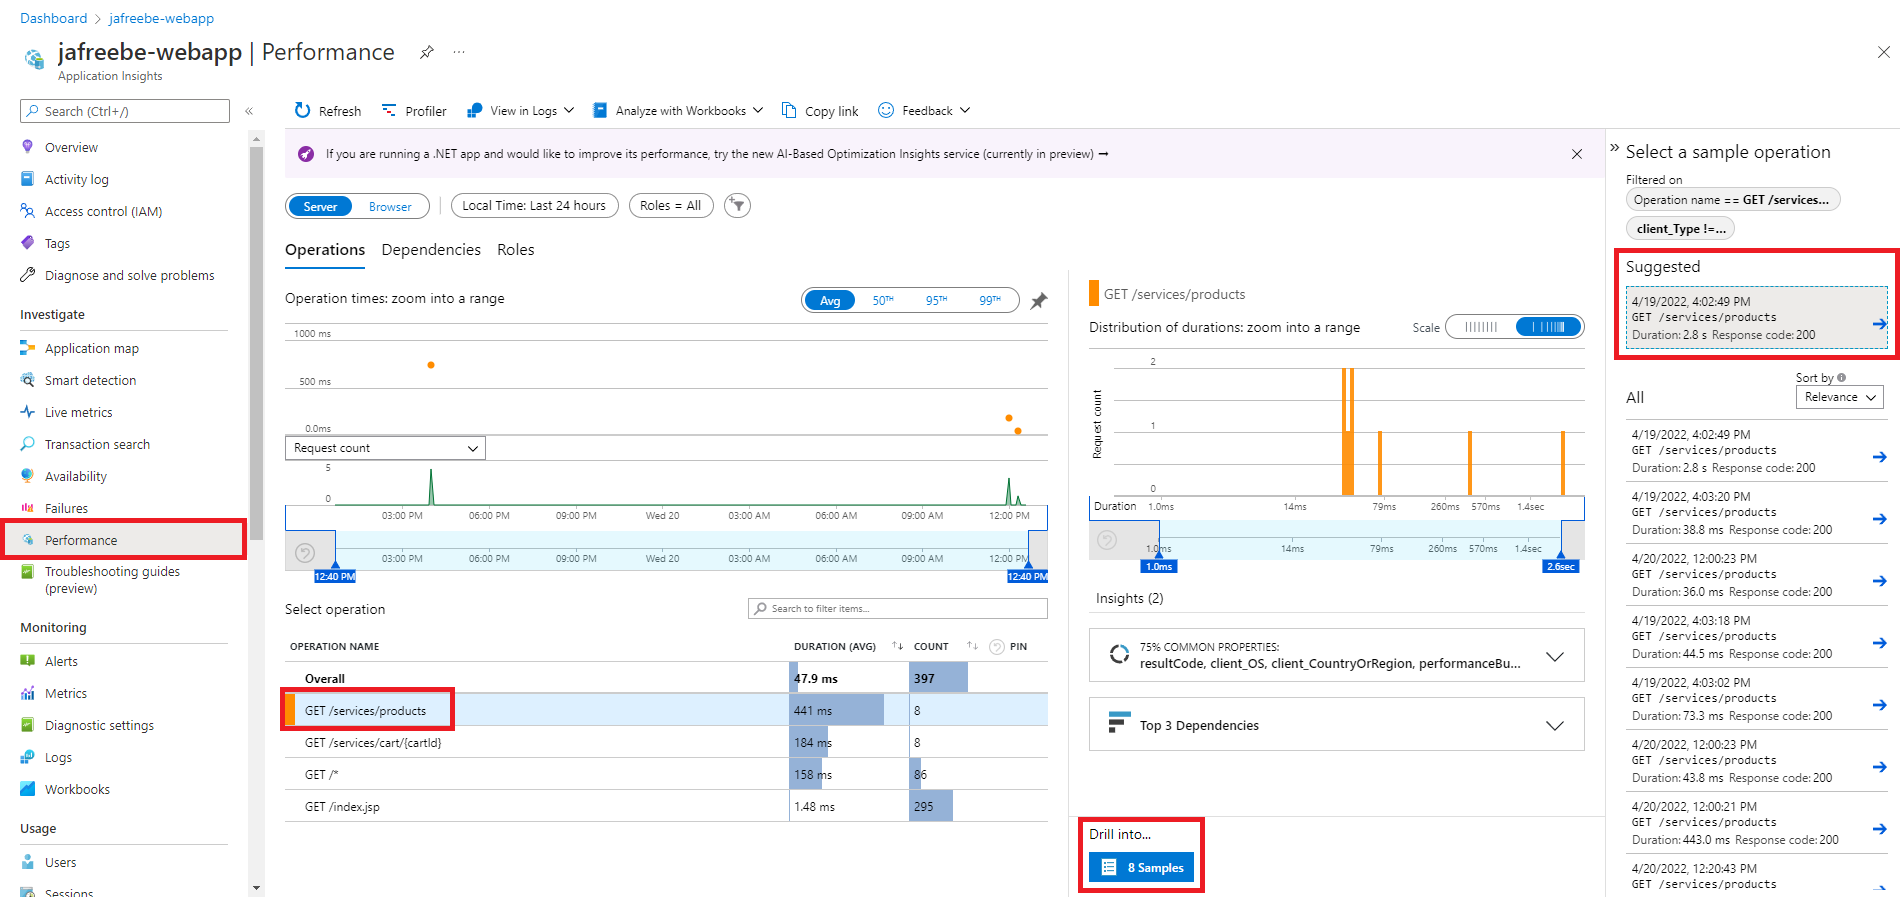 Dashboard > jafreebe-webapp
jafreebe-webapp | Performance ...
Application Insights
Search (Ctrl+/) «
Overview
Activity log
Access control (IAM)
Tags
Diagnose and solve problems
Investigate
Application map
Smart detection
Live metrics
Transaction search
Availability
Failures
Performance
Troubleshooting guides
(preview)
Monitoring
Alerts
Metrics
Diagnostic settings
Logs
Workbooks
Usage
Users
Sessions
Refresh Profiler View in Logs Analyze with Workbooks Copy link Feedback
If you are running a .NET app and would like to improve its performance, try the new AI-Based Optimization Insights service (currently in preview) →
Server Browser Local Time: Last 24 hours Roles = All
Operations Dependencies Roles
Operation times: zoom into a range Avg 50TH 95TH 99TH
1000 ms
500 ms
0.0ms
Request count
5
0
03:00 PM 06:00 PM 09:00 PM Wed 20 03:00 AM 06:00 AM 09:00 AM 12:00 PM
03:00 PM 06:00 PM 09:00 PM Wed 20 03:00 AM 06:00 AM 09:00 AM 12:00 PM
12:40 PM 12:40 PM
Select operation Search to filter items...
OPERATION NAME DURATION (AVG) ↑↓ COUNT ↑↓ PIN
Overall 47.9 ms 397
GET /services/products 441 ms 8
GET /services/cart/{cartId} 184 ms 8
GET /* 158 ms 86
GET /index.jsp 1.48 ms 295
GET /services/products
Distribution of durations: zoom into a range Scale
Request count
2
1
0
Duration 1.0ms 14ms 79ms 260ms 570ms 1.4sec
1.0ms 14ms 79ms 260ms 570ms 1.4sec
1.0ms 2.6sec
Insights (2)
75% COMMON PROPERTIES:
resultCode, client_OS, client_CountryOrRegion, performanceBu...
Top 3 Dependencies
Drill into...
8 Samples
» Select a sample operation
Filtered on
Operation name == GET /services...
client_Type !=...
Suggested
4/19/2022, 4:02:49 PM
GET /services/products
Duration: 2.8 s Response code: 200
Sort by
All Relevance
4/19/2022, 4:02:49 PM
GET /services/products
Duration: 2.8 s Response code: 200
4/19/2022, 4:03:20 PM
GET /services/products
Duration: 38.8 ms Response code: 200
4/20/2022, 12:00:23 PM
GET /services/products
Duration: 36.0 ms Response code: 200
4/19/2022, 4:03:18 PM
GET /services/products
Duration: 44.5 ms Response code: 200
4/19/2022, 4:03:02 PM
GET /services/products
Duration: 73.3 ms Response code: 200
4/20/2022, 12:00:23 PM
GET /services/products
Duration: 43.8 ms Response code: 200
4/20/2022, 12:00:21 PM
GET /services/products
Duration: 443.0 ms Response code: 200
4/20/2022, 12:20:43 PM
GET /services/products